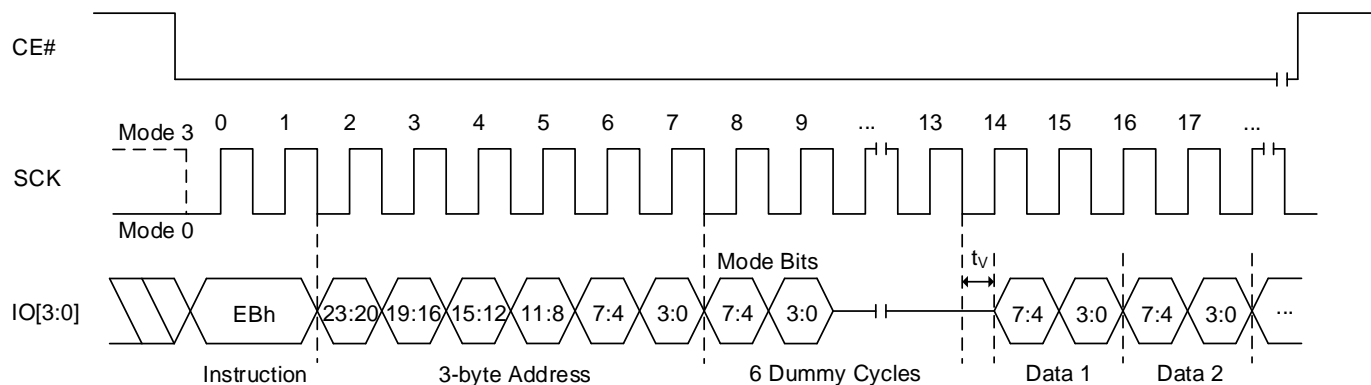 CE#
0 1 2 3 4 5 6 7 8 9 ... 13 14 15 16 17 ...
Mode 3
SCK
Mode 0
Mode Bits
tV
IO[3:0] EBh 23:20 19:16 15:12 11:8 7:4 3:0 7:4 3:0 7:4 3:0 7:4 3:0 ...
Instruction 3-byte Address 6 Dummy Cycles Data 1 Data 2